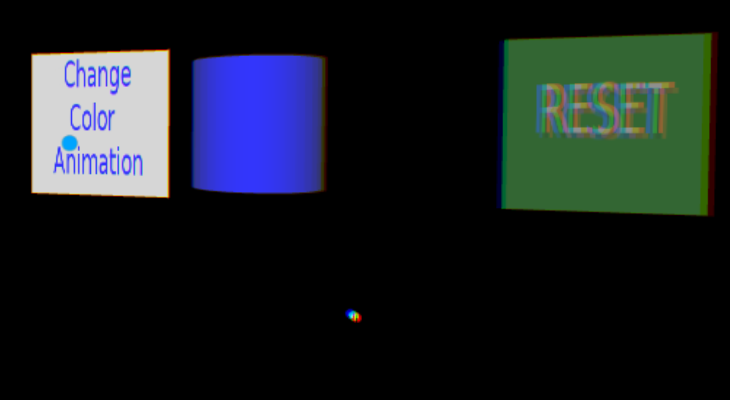 Change
Color
Animation
RESET